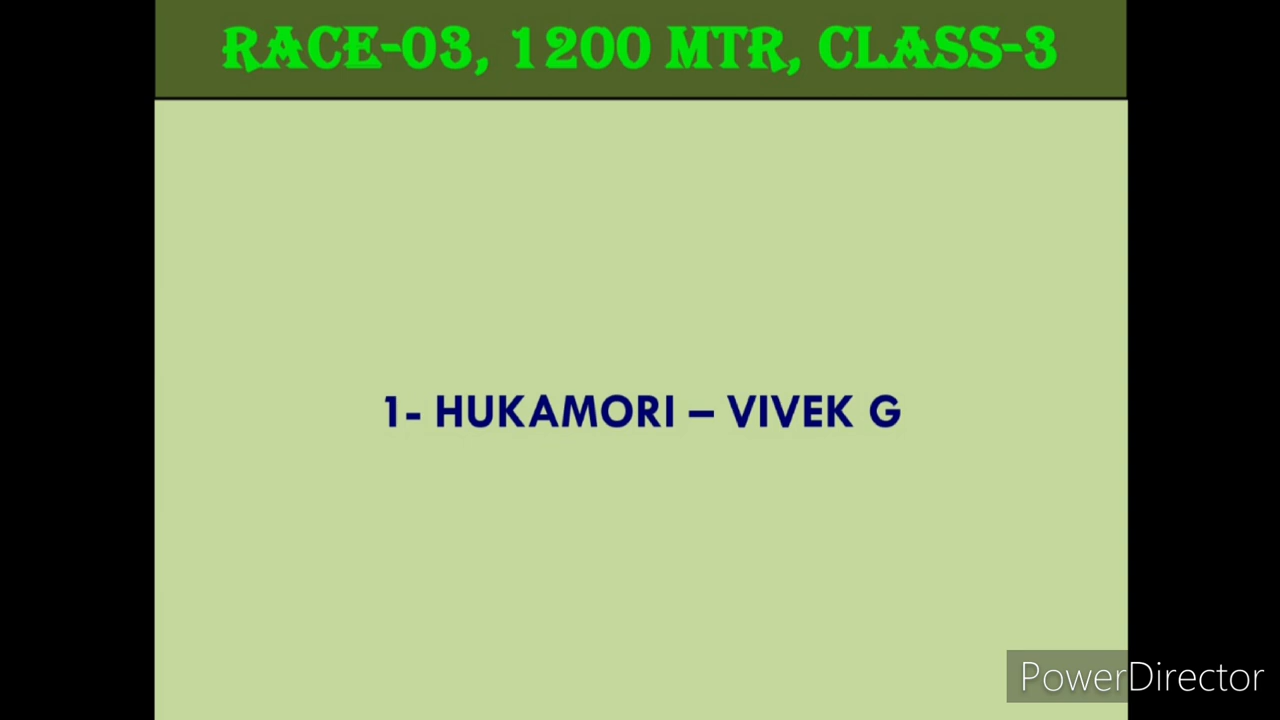 RACE-03, 1200 MTR, CLASS-3
1- HUKAMORI – VIVEK G
PowerDirector